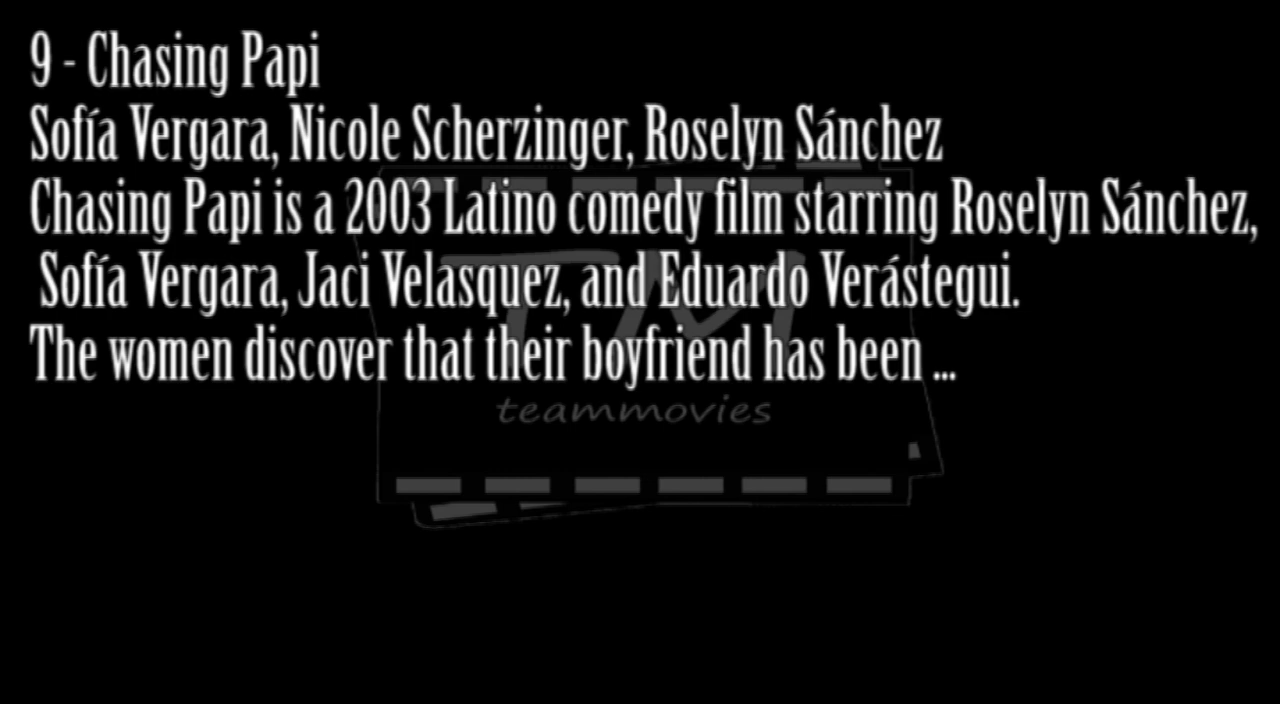 9 - Chasing Papi
Sofía Vergara, Nicole Scherzinger, Roselyn Sánchez
Chasing Papi is a 2003 Latino comedy film starring Roselyn Sánchez,
Sofía Vergara, Jaci Velasquez, and Eduardo Verástegui.
The women discover that their boyfriend has been ...
TM
teammovies